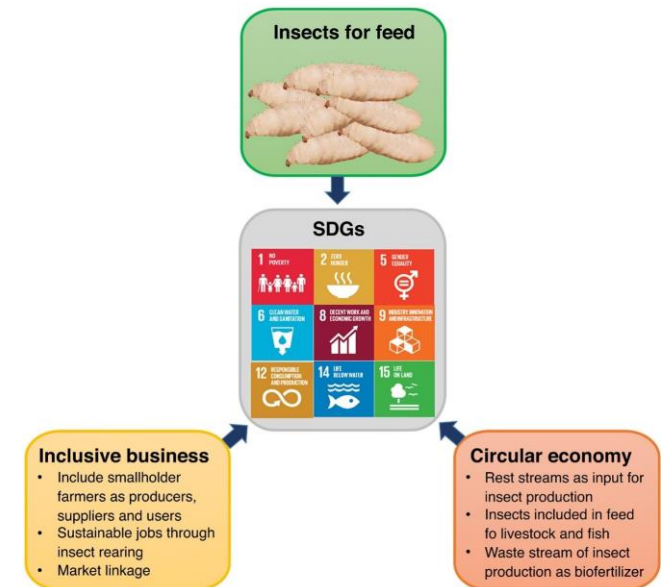 Insects for feed
SDGs
1 NO
POVERTY
2 ZERO
HUNGER
5 GENDER
EQUALITY
6 CLEAN WATER
AND SANITATION
8 DECENT WORK AND
ECONOMIC GROWTH
9 INDUSTRY, INNOVATION
AND INFRASTRUCTURE
12 RESPONSIBLE
CONSUMPTION
AND PRODUCTION
14 LIFE
BELOW WATER
15 LIFE
ON LAND
Inclusive business
• Include smallholder
farmers as producers,
suppliers and users
• Sustainable jobs through
insect rearing
• Market linkage
Circular economy
• Rest streams as input for
insect production
• Insects included in feed
fo livestock and fish
• Waste stream of insect
production as biofertilizer